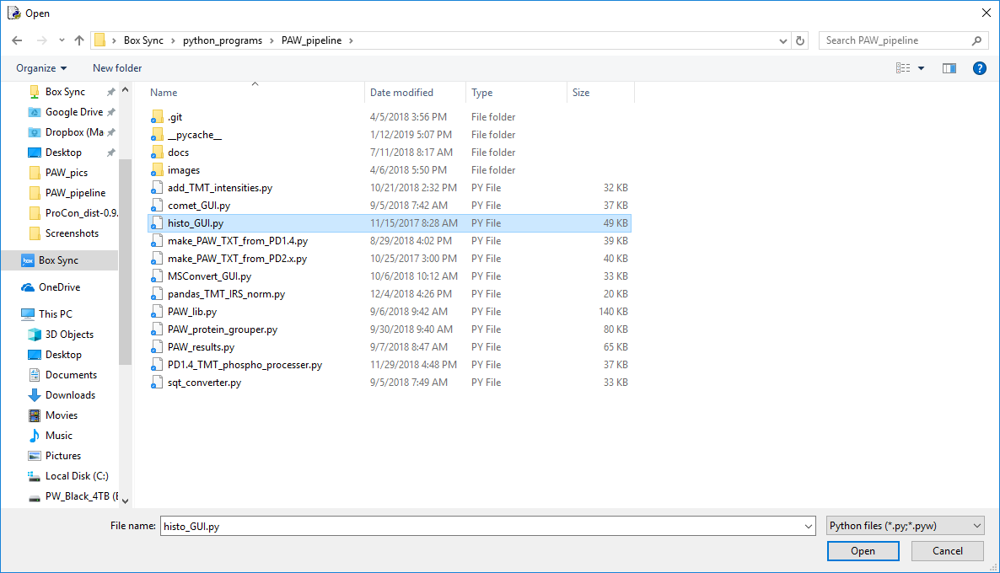 Open
Box Sync > python_programs > PAW_pipeline >
Search PAW_pipeline
Organize
New folder
Box Sync
Google Drive
Dropbox (Ma
Desktop
PAW_pics
PAW_pipeline
ProCon_dist-0.9.
Screenshots
Box Sync
OneDrive
This PC
3D Objects
Desktop
Documents
Downloads
Movies
Music
Pictures
Local Disk (C:)
PW_Black_4TB (E
Name Date modified Type Size
.git 4/5/2018 3:56 PM File folder
__pycache__ 1/12/2019 5:07 PM File folder
docs 7/11/2018 8:17 AM File folder
images 4/6/2018 5:50 PM File folder
add_TMT_intensities.py 10/21/2018 2:32 PM PY File 32 KB
comet_GUI.py 9/5/2018 7:42 AM PY File 37 KB
histo_GUI.py 11/15/2017 8:28 AM PY File 49 KB
make_PAW_TXT_from_PD1.4.py 8/29/2018 4:02 PM PY File 39 KB
make_PAW_TXT_from_PD2.x.py 10/25/2017 3:00 PM PY File 40 KB
MSConvert_GUI.py 10/6/2018 10:12 AM PY File 33 KB
pandas_TMT_IRS_norm.py 12/4/2018 4:26 PM PY File 20 KB
PAW_lib.py 9/6/2018 9:42 AM PY File 140 KB
PAW_protein_grouper.py 9/30/2018 9:40 AM PY File 80 KB
PAW_results.py 9/7/2018 8:47 AM PY File 65 KB
PD1.4_TMT_phospho_processer.py 11/29/2018 4:48 PM PY File 37 KB
sqt_converter.py 9/5/2018 7:49 AM PY File 33 KB
File name: histo_GUI.py
Python files (*.py;*.pyw)
Open
Cancel